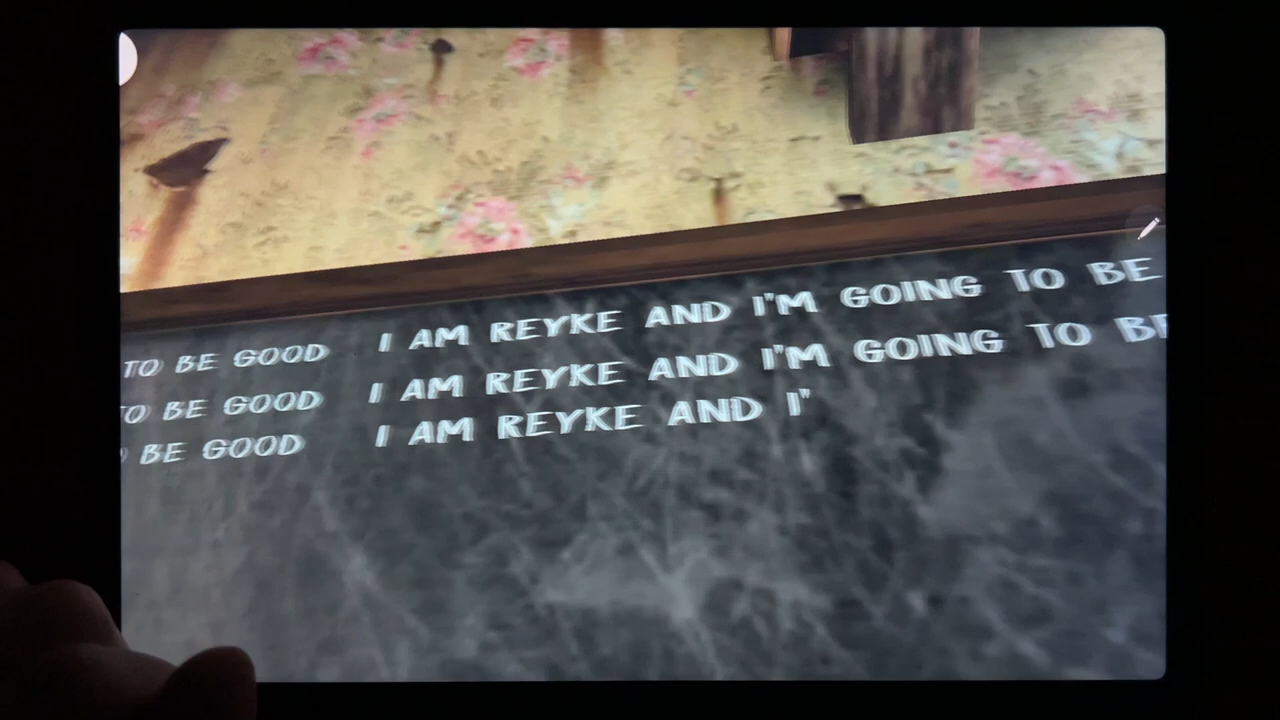 TO BE GOOD I AM REYKE AND I"M GOING TO BE
TO BE GOOD I AM REYKE AND I"M GOING TO BE
BE GOOD I AM REYKE AND I"